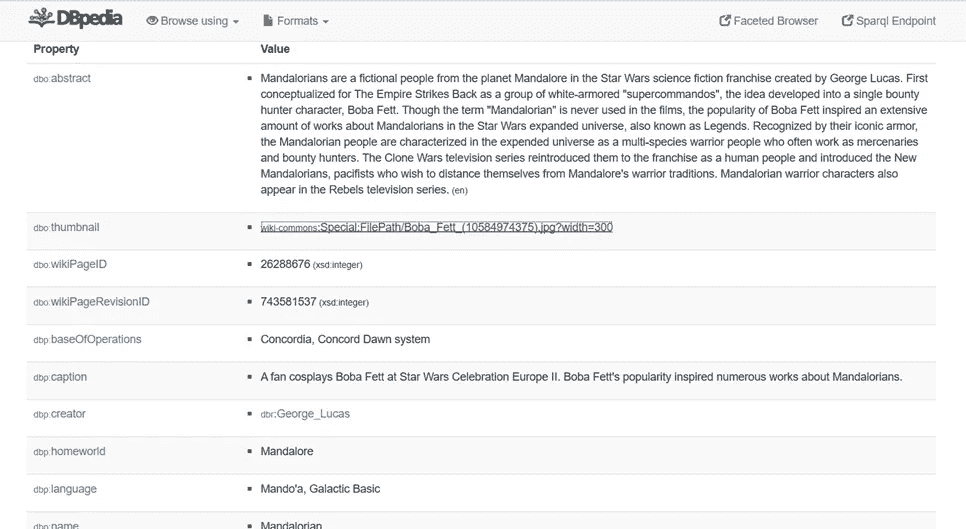 DBpedia Browse using Formats Faceted Browser Sparql Endpoint
Property Value
dbo:abstract Mandalorians are a fictional people from the planet Mandalore in the Star Wars science fiction franchise created by George Lucas. First
conceptualized for The Empire Strikes Back as a group of white-armored "supercommandos", the idea developed into a single bounty
hunter character, Boba Fett. Though the term "Mandalorian" is never used in the films, the popularity of Boba Fett inspired an extensive
amount of works about Mandalorians in the Star Wars expanded universe, also known as Legends. Recognized by their iconic armor,
the Mandalorian people are characterized in the expended universe as a multi-species warrior people who often work as mercenaries
and bounty hunters. The Clone Wars television series reintroduced them to the franchise as a human people and introduced the New
Mandalorians, pacifists who wish to distance themselves from Mandalore's warrior traditions. Mandalorian warrior characters also
appear in the Rebels television series. (en)
dbo:thumbnail wiki-commons:Special:FilePath/Boba_Fett_(10584974375).jpg?width=300
dbo:wikiPageID 26288676 (xsd:integer)
dbo:wikiPageRevisionID 743581537 (xsd:integer)
dbp:baseOfOperations Concordia, Concord Dawn system
dbp:caption A fan cosplays Boba Fett at Star Wars Celebration Europe II. Boba Fett's popularity inspired numerous works about Mandalorians.
dbp:creator dbr:George_Lucas
dbp:homeworld Mandalore
dbp:language Mando'a, Galactic Basic
dbp:name Mandalorian